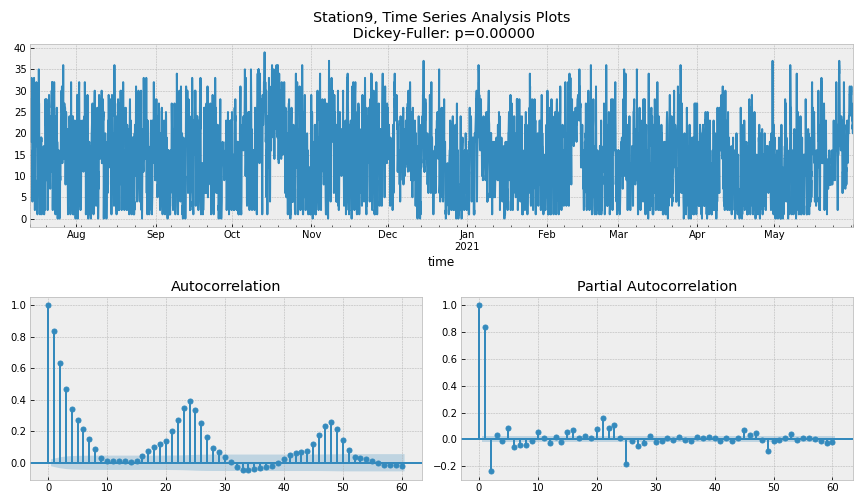 Station9, Time Series Analysis Plots
Dickey-Fuller: p=0.00000
40
35
30
25
20
15
10
5
0
Aug Sep Oct Nov Dec Jan Feb Mar Apr May
2021
time
Autocorrelation
1.0
0.8
0.6
0.4
0.2
0.0
0 10 20 30 40 50 60
Partial Autocorrelation
1.0
0.8
0.6
0.4
0.2
0.0
−0.2
0 10 20 30 40 50 60